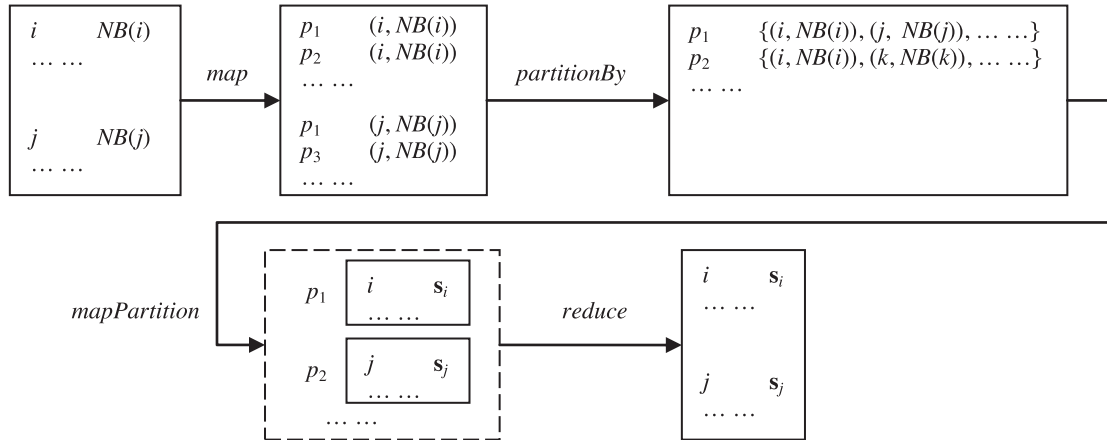 i NB(i)
… …
j NB(j)
… …
map
p₁ (i, NB(i))
p₂ (i, NB(i))
… …
p₁ (j, NB(j))
p₃ (j, NB(j))
… …
partitionBy
p₁ {(i, NB(i)), (j, NB(j)), … …}
p₂ {(i, NB(i)), (k, NB(k)), … …}
… …
mapPartition
p₁ i sᵢ
… …
p₂ j sⱼ
… …
… …
reduce
i sᵢ
… …
j sⱼ
… …